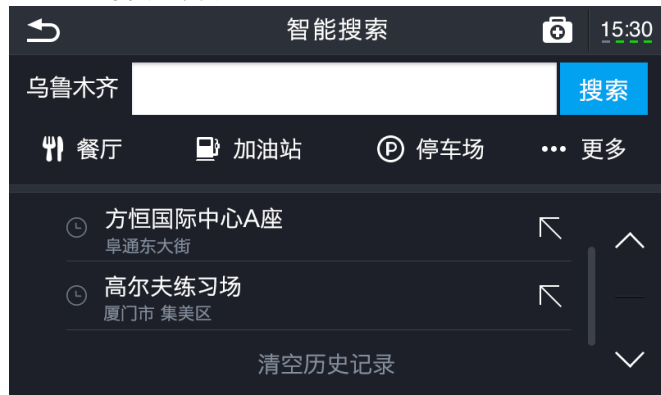 智能搜索 15:30
乌鲁木齐 搜索
餐厅 加油站 P 停车场 ••• 更多
方恒国际中心A座
阜通东大街
高尔夫练习场
厦门市 集美区
清空历史记录